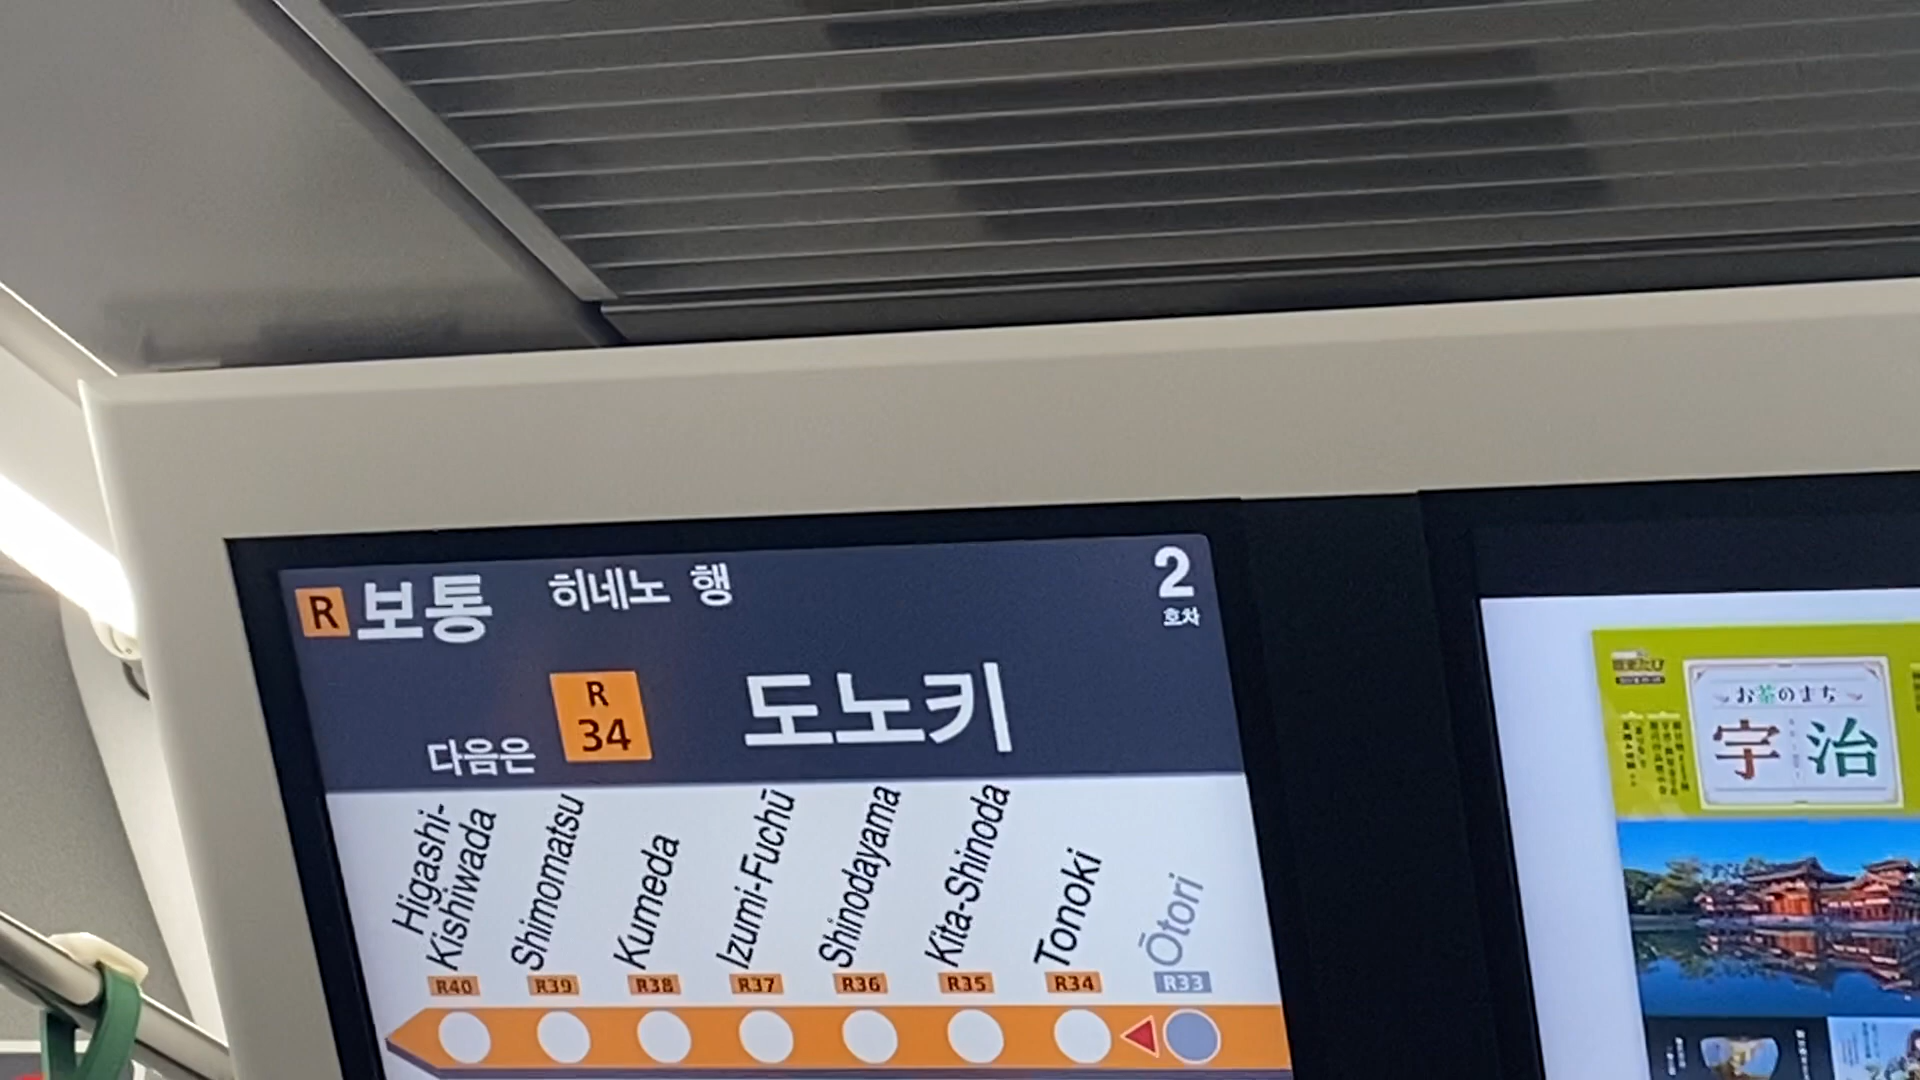 R 보통 히네노 행 2
호차
다음은 R 34 도노키
Higashi-Kishiwada Shimomatsu Kumeda Izumi-Fuchū Shinodayama Kita-Shinoda Tonoki Ōtori
R40 R39 R38 R37 R36 R35 R34 R33
お茶のまち
宇治